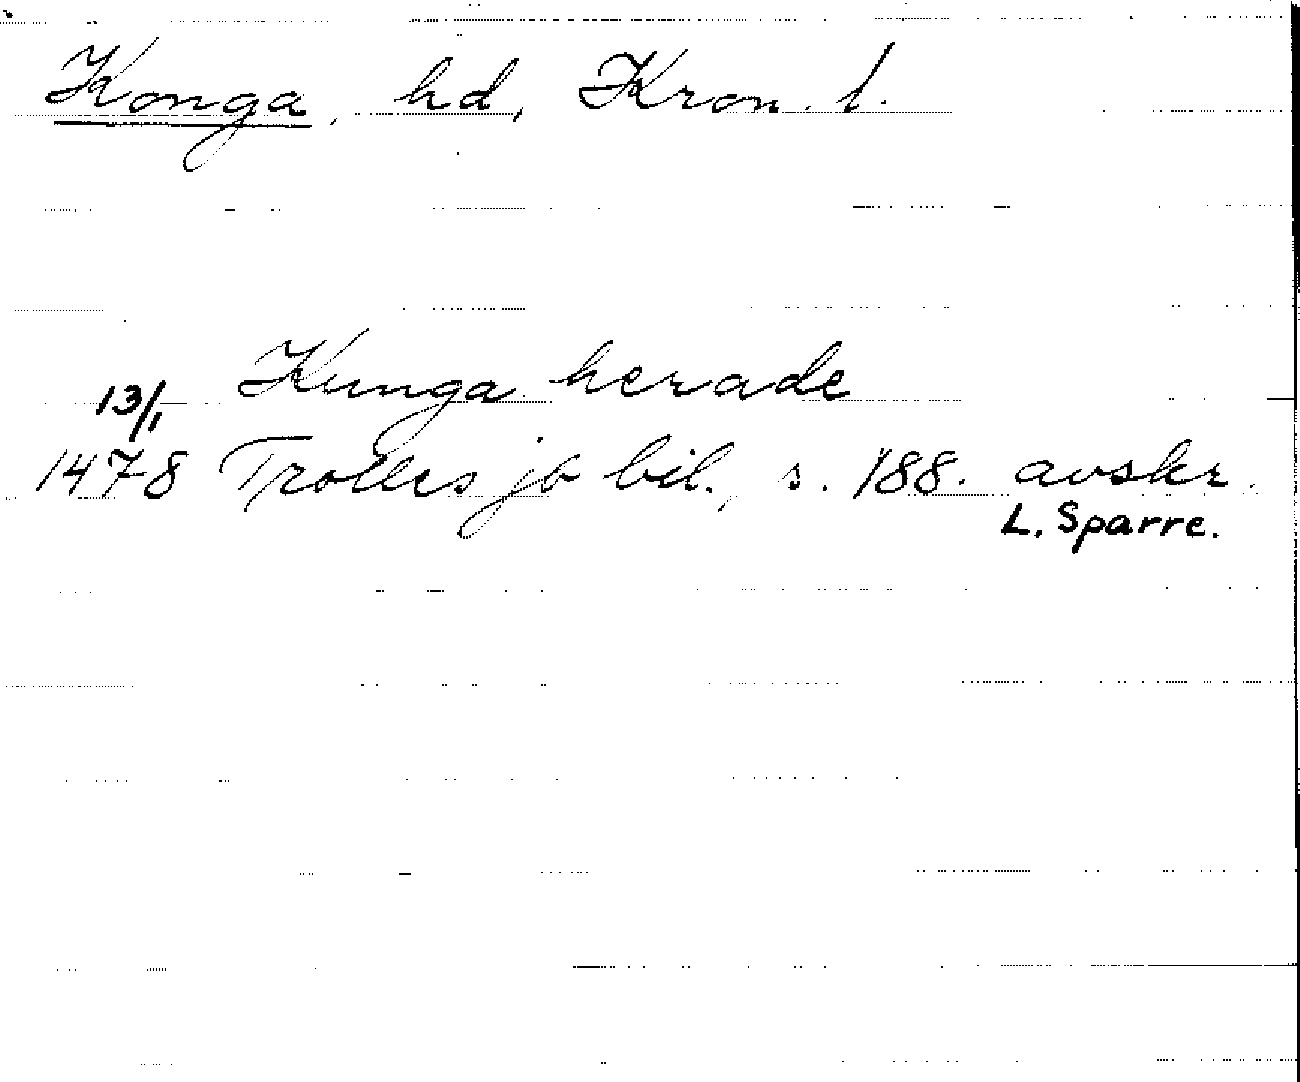 Konga, hd, Kron. l.
Kunga herade
13/1
1478 Trolles jb bil., s. 188. avskr.
L. Sparre.